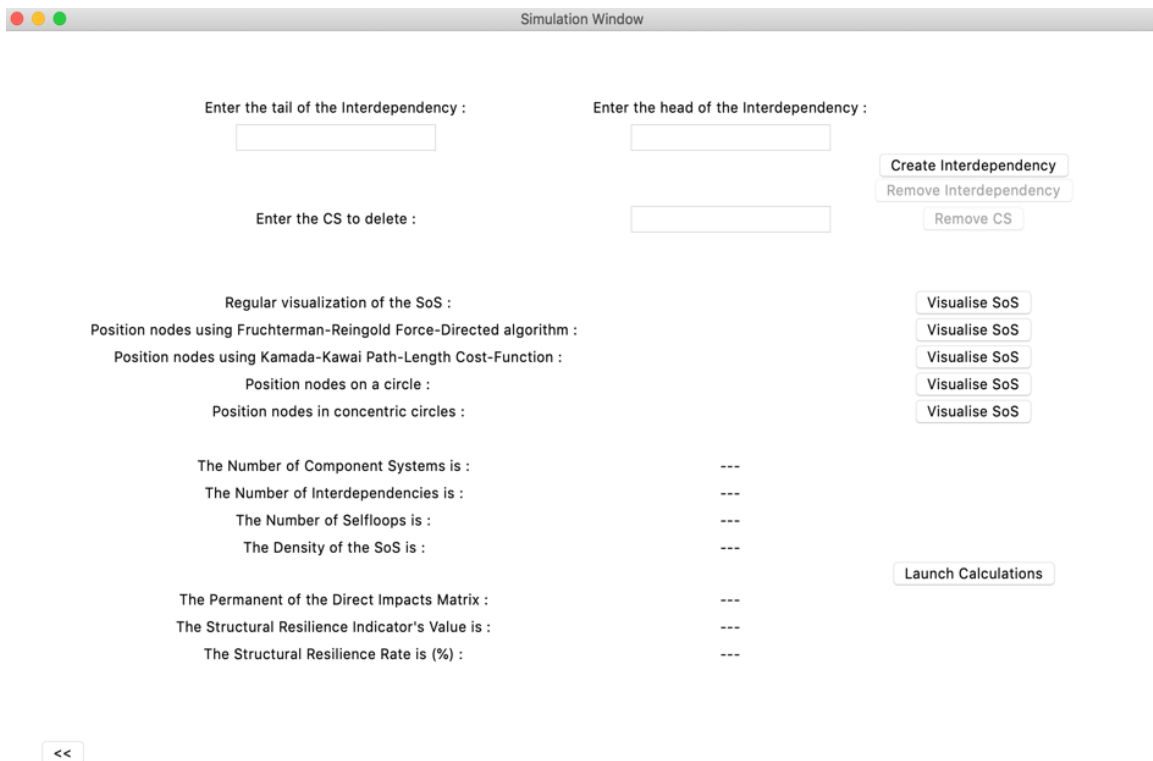 Simulation Window
Enter the tail of the Interdependency : Enter the head of the Interdependency :
Create Interdependency
Remove Interdependency
Enter the CS to delete : Remove CS
Regular visualization of the SoS : Visualise SoS
Position nodes using Fruchterman-Reingold Force-Directed algorithm : Visualise SoS
Position nodes using Kamada-Kawai Path-Length Cost-Function : Visualise SoS
Position nodes on a circle : Visualise SoS
Position nodes in concentric circles : Visualise SoS
The Number of Component Systems is : ---
The Number of Interdependencies is : ---
The Number of Selfloops is : ---
The Density of the SoS is : ---
Launch Calculations
The Permanent of the Direct Impacts Matrix : ---
The Structural Resilience Indicator's Value is : ---
The Structural Resilience Rate is (%) : ---
<<